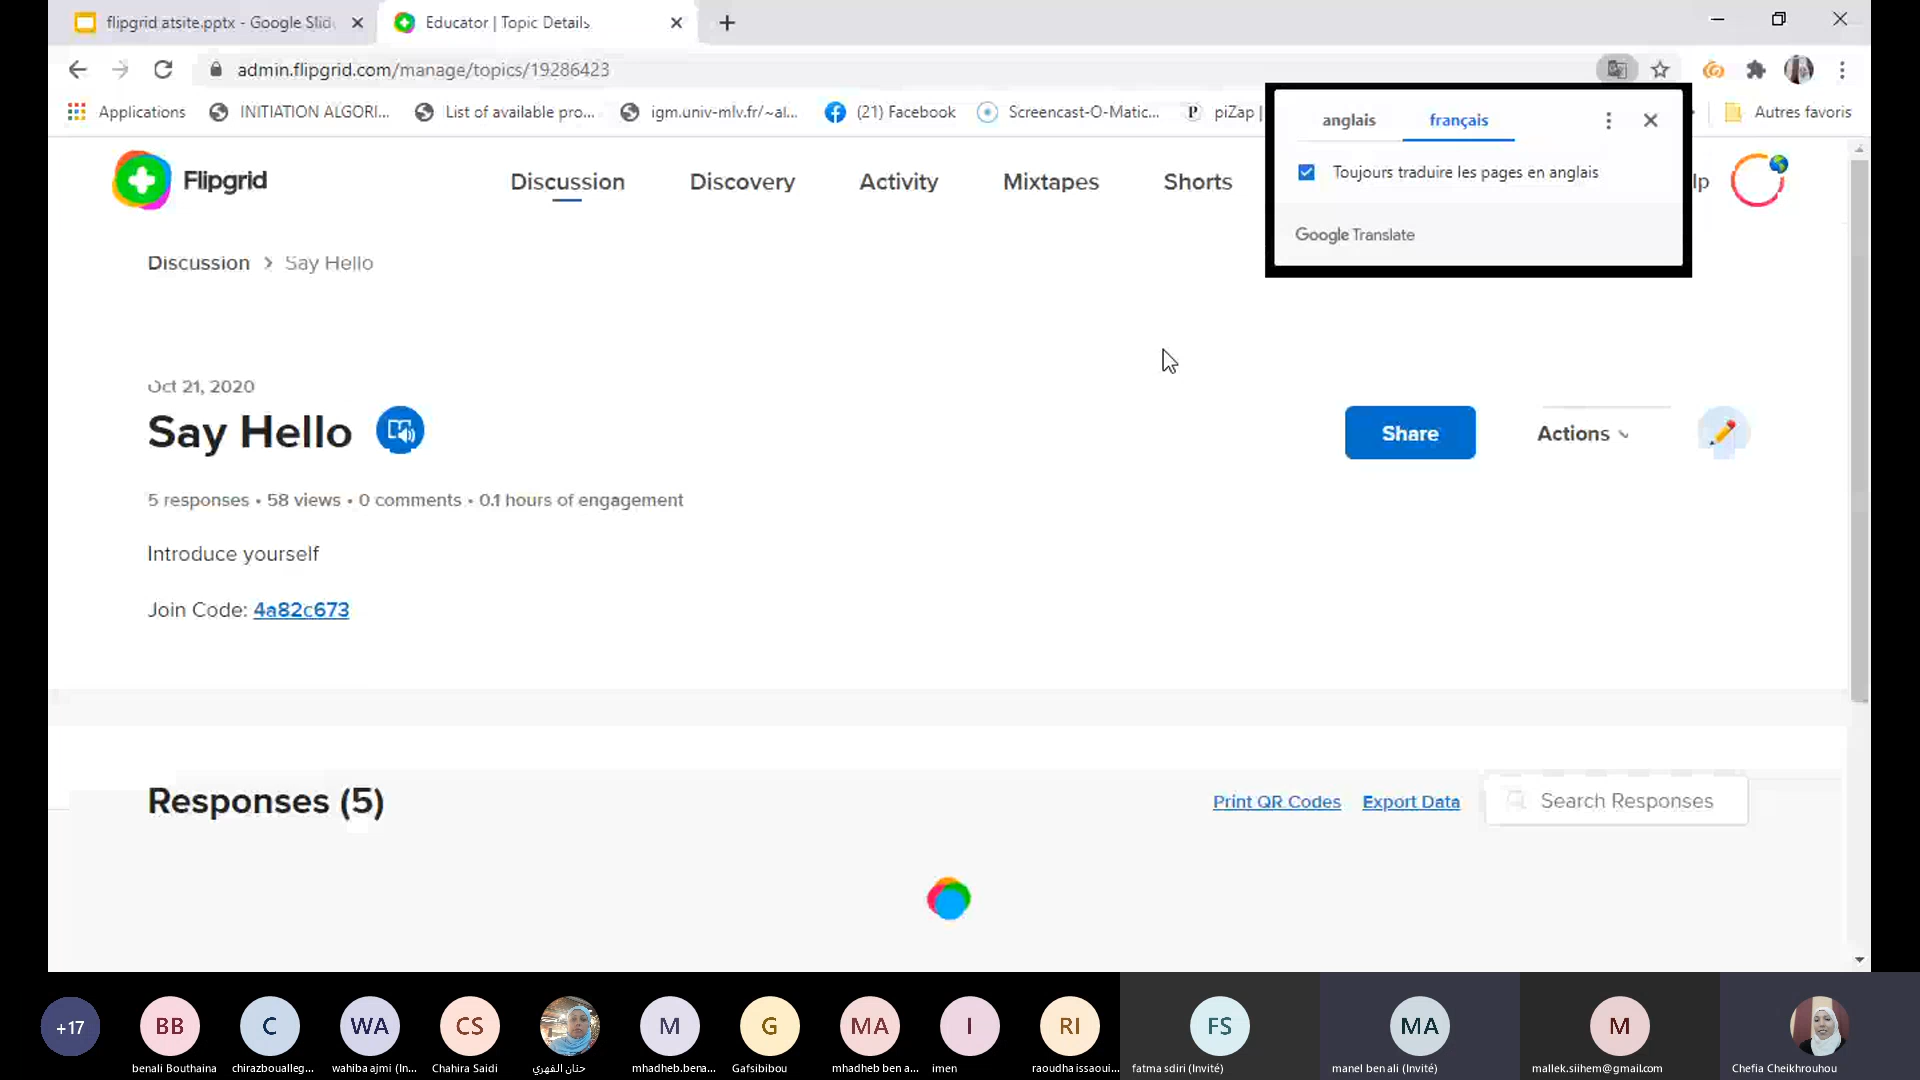 flipgrid atsite.pptx - Google Slid
Educator | Topic Details
admin.flipgrid.com/manage/topics/19286423
Applications
INITIATION ALGORI...
List of available pro...
igm.univ-mlv.fr/~al...
(21) Facebook
Screencast-O-Matic...
piZap |
Autres favoris
anglais
français
Toujours traduire les pages en anglais
Google Translate
Flipgrid
Discussion
Discovery
Activity
Mixtapes
Shorts
lp
Discussion > Say Hello
Oct 21, 2020
Say Hello
Share
Actions
5 responses • 58 views • 0 comments • 0.1 hours of engagement
Introduce yourself
Join Code: 4a82c673
Responses (5)
Print QR Codes
Export Data
Search Responses
+17
BB
C
WA
CS
M
G
MA
I
RI
FS
MA
M
benali Bouthaina
chirazboualleg...
wahiba ajmi (In...
Chahira Saidi
حنان الفهري
mhadheb.bena...
Gafsibibou
mhadheb ben a...
imen
raoudha issaoui...
fatma sdiri (Invité)
manel ben ali (Invité)
mallek.siihem@gmail.com
Chefia Cheikhrouhou